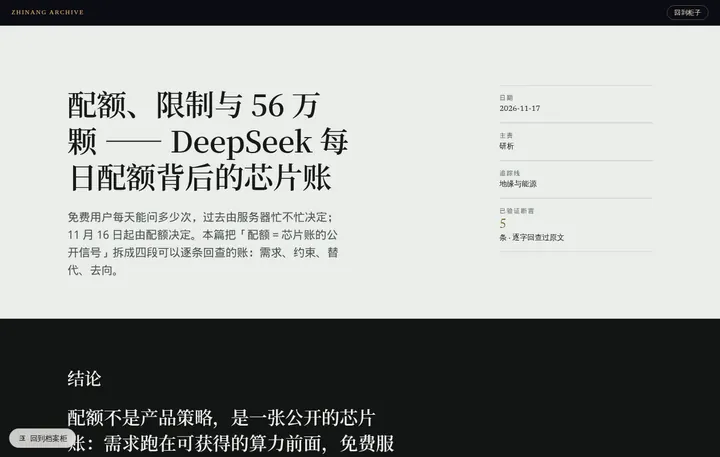 ZHINANG ARCHIVE
回到柜子
配额、限制与 56 万
颗 —— DeepSeek 每
日配额背后的芯片账
免费用户每天能问多少次，过去由服务器忙不忙决定；
11 月 16 日起由配额决定。本篇把「配额 = 芯片账的公
开信号」拆成四段可以逐条回查的账：需求、约束、替
代、去向。
日期
2026-11-17
主责
研析
追踪线
地缘与能源
已验证断言
5
条 · 逐字回查过原文
结论
配额不是产品策略，是一张公开的芯片
账：需求跑在可获得的算力前面，免费服
回到档案柜